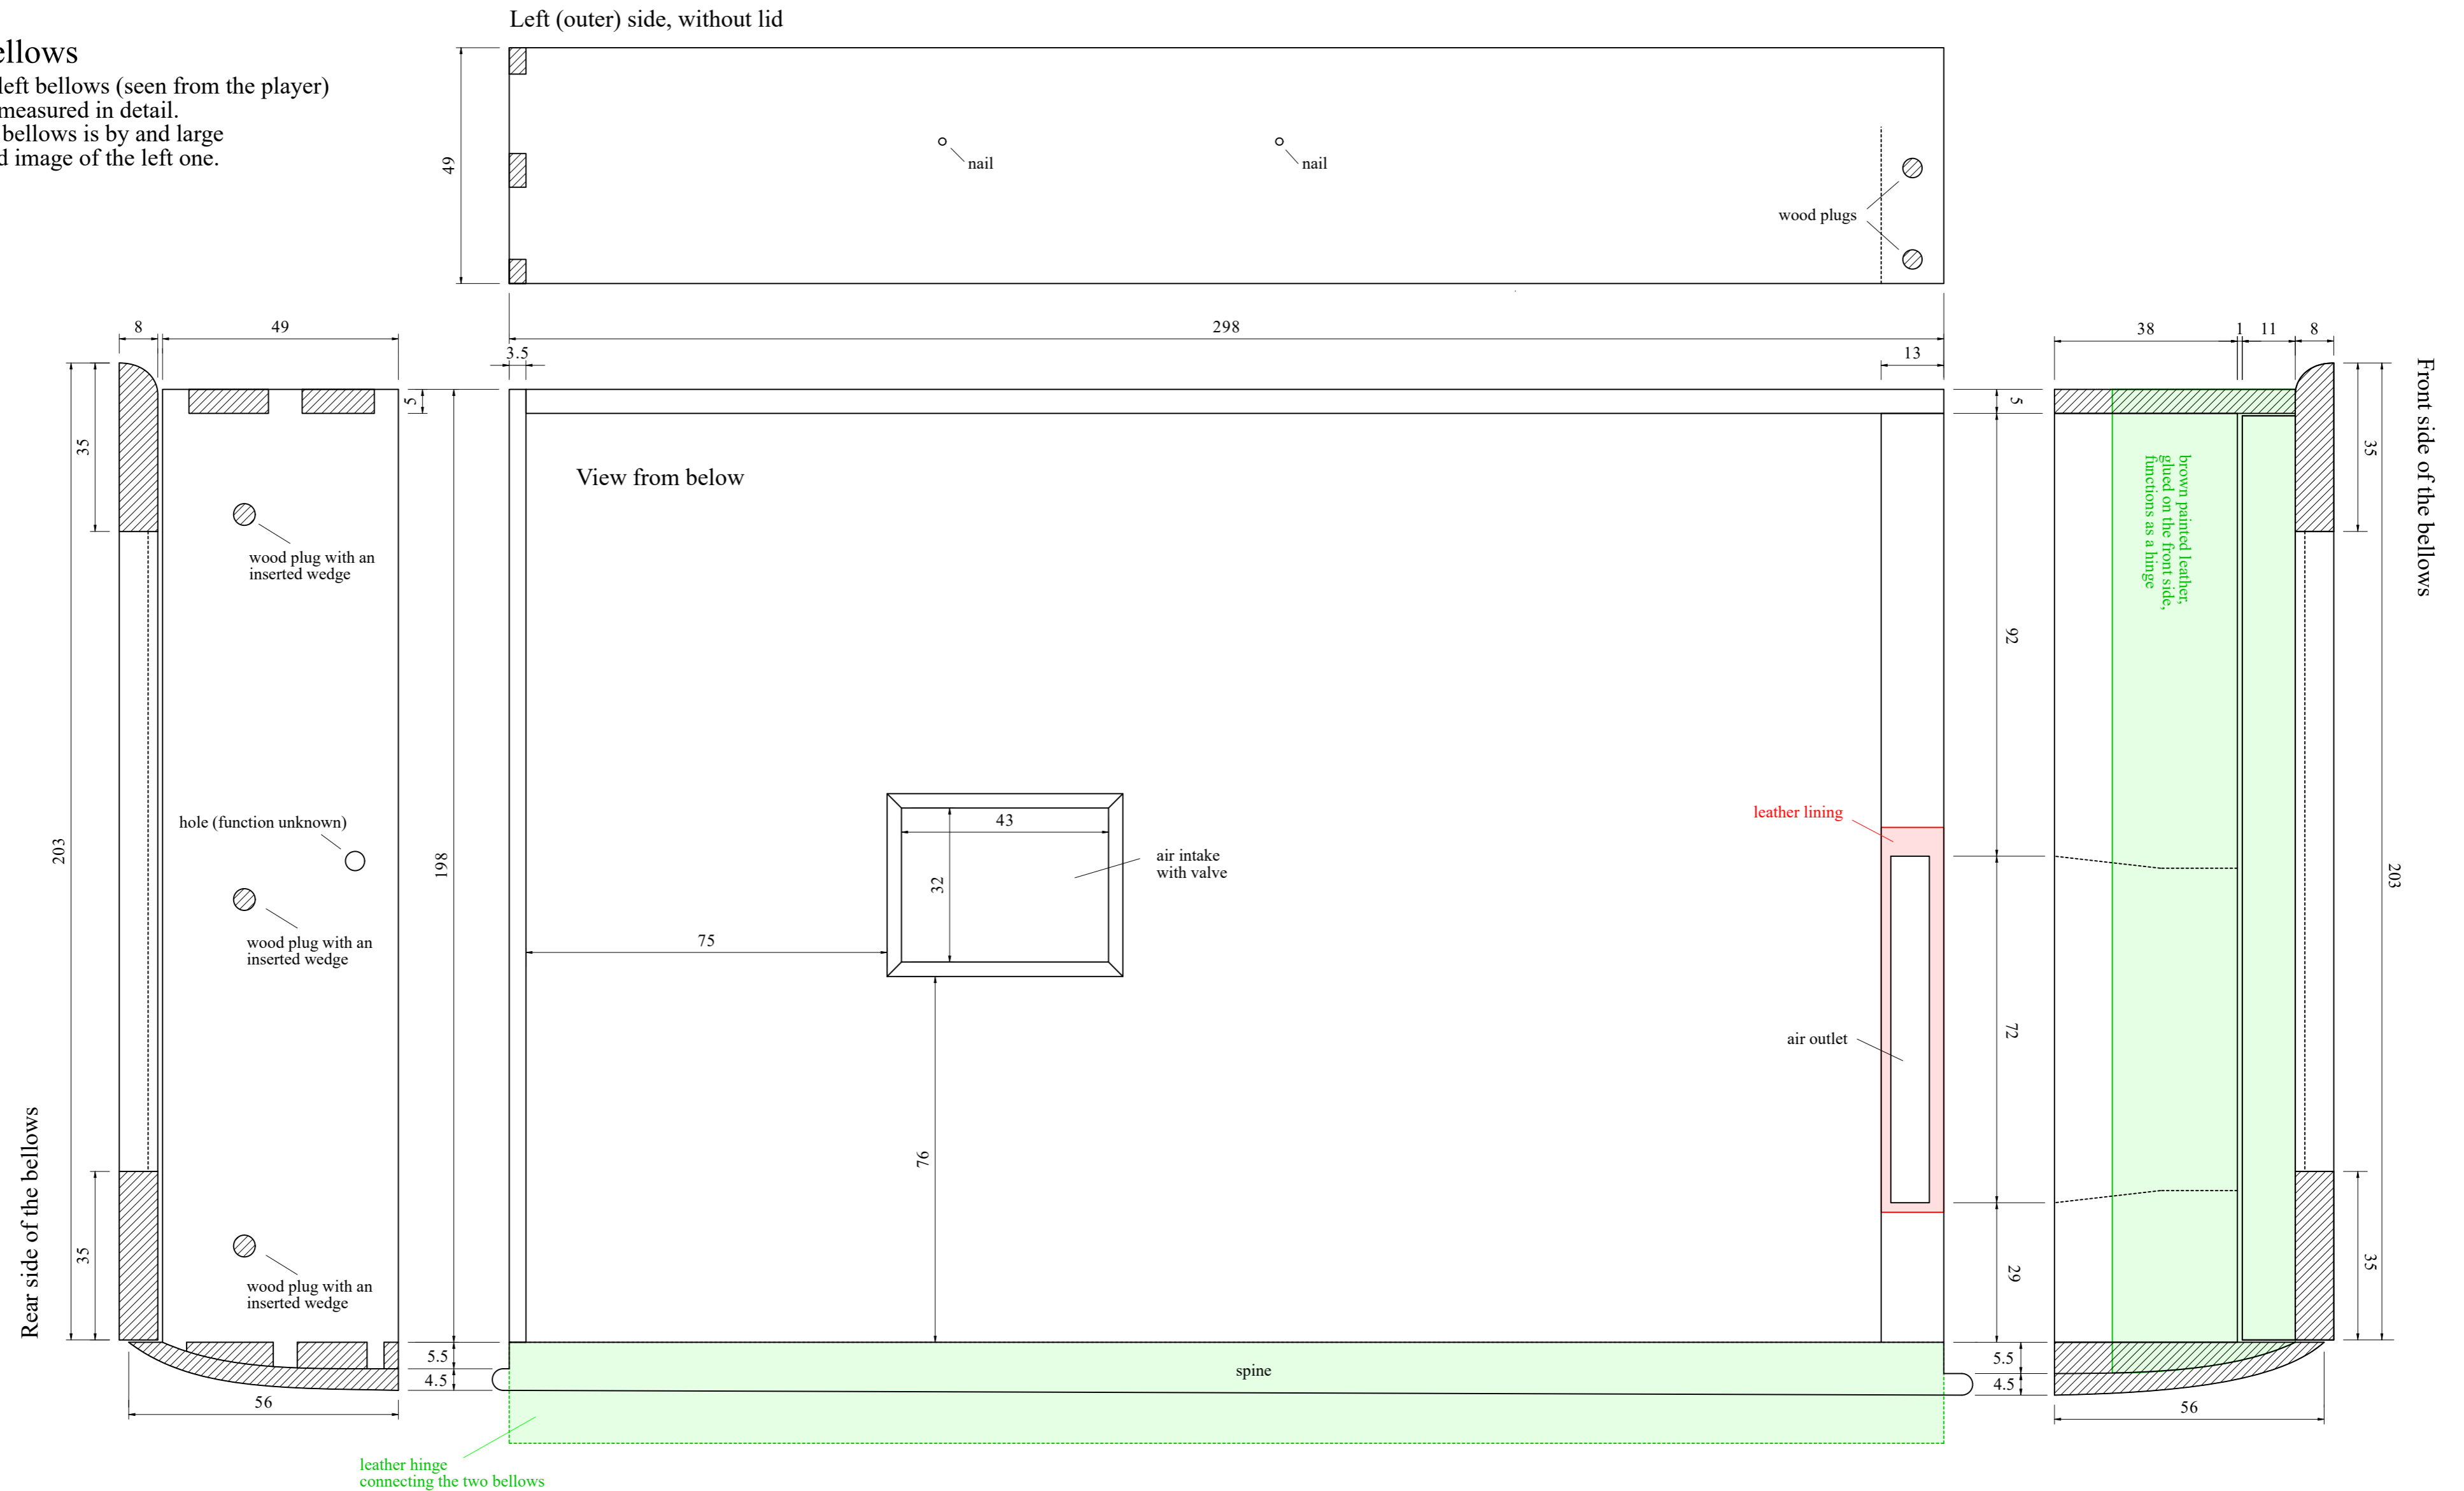 Left (outer) side, without lid
ellows
left bellows (seen from the player)
measured in detail.
bellows is by and large
d image of the left one.
49
nail
nail
wood plugs
8
49
298
3.5
13
38
1
11
8
5
5
35
203
198
35
Rear side of the bellows
wood plug with an
inserted wedge
hole (function unknown)
wood plug with an
inserted wedge
wood plug with an
inserted wedge
56
5.5
4.5
View from below
43
32
air intake
with valve
75
76
leather lining
air outlet
spine
leather hinge
connecting the two bellows
92
72
29
5.5
4.5
brown painted leather,
glued on the front side,
functions as a hinge
35
203
35
56
Front side of the bellows